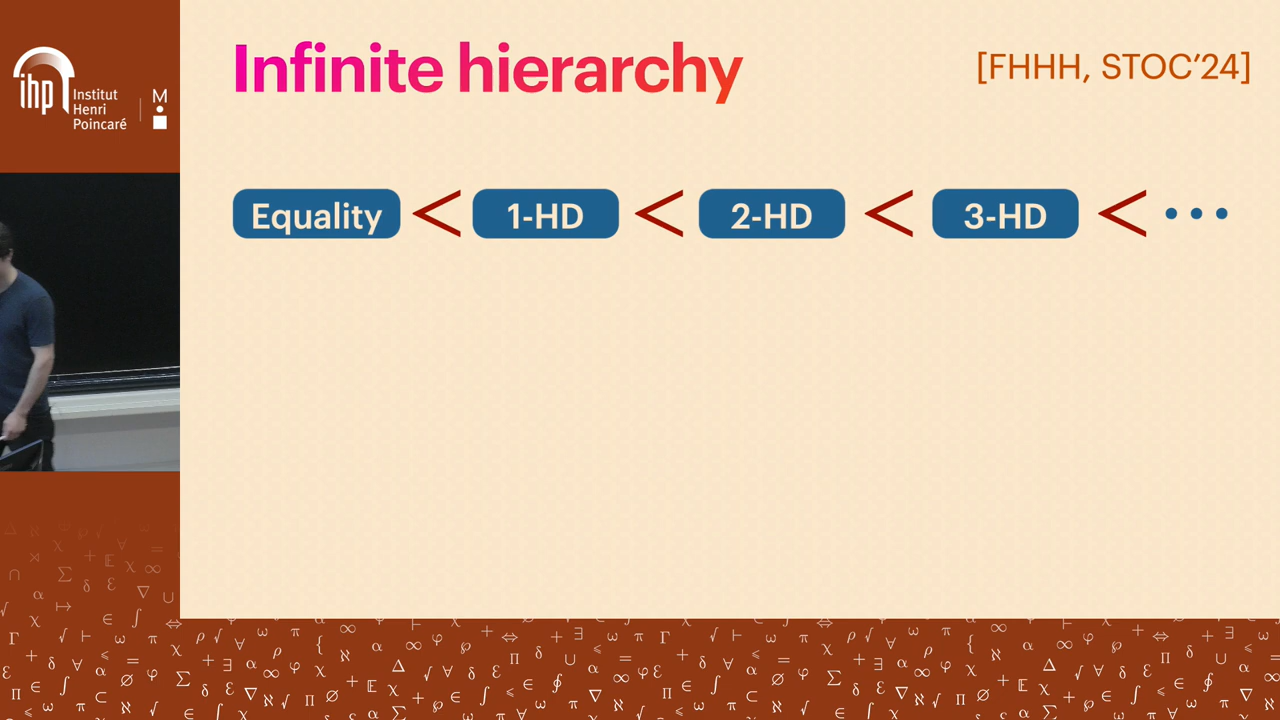 ihp Institut
Henri
Poincaré
M
Infinite hierarchy
[FHHH, STOC'24]
Equality < 1-HD < 2-HD < 3-HD < •••